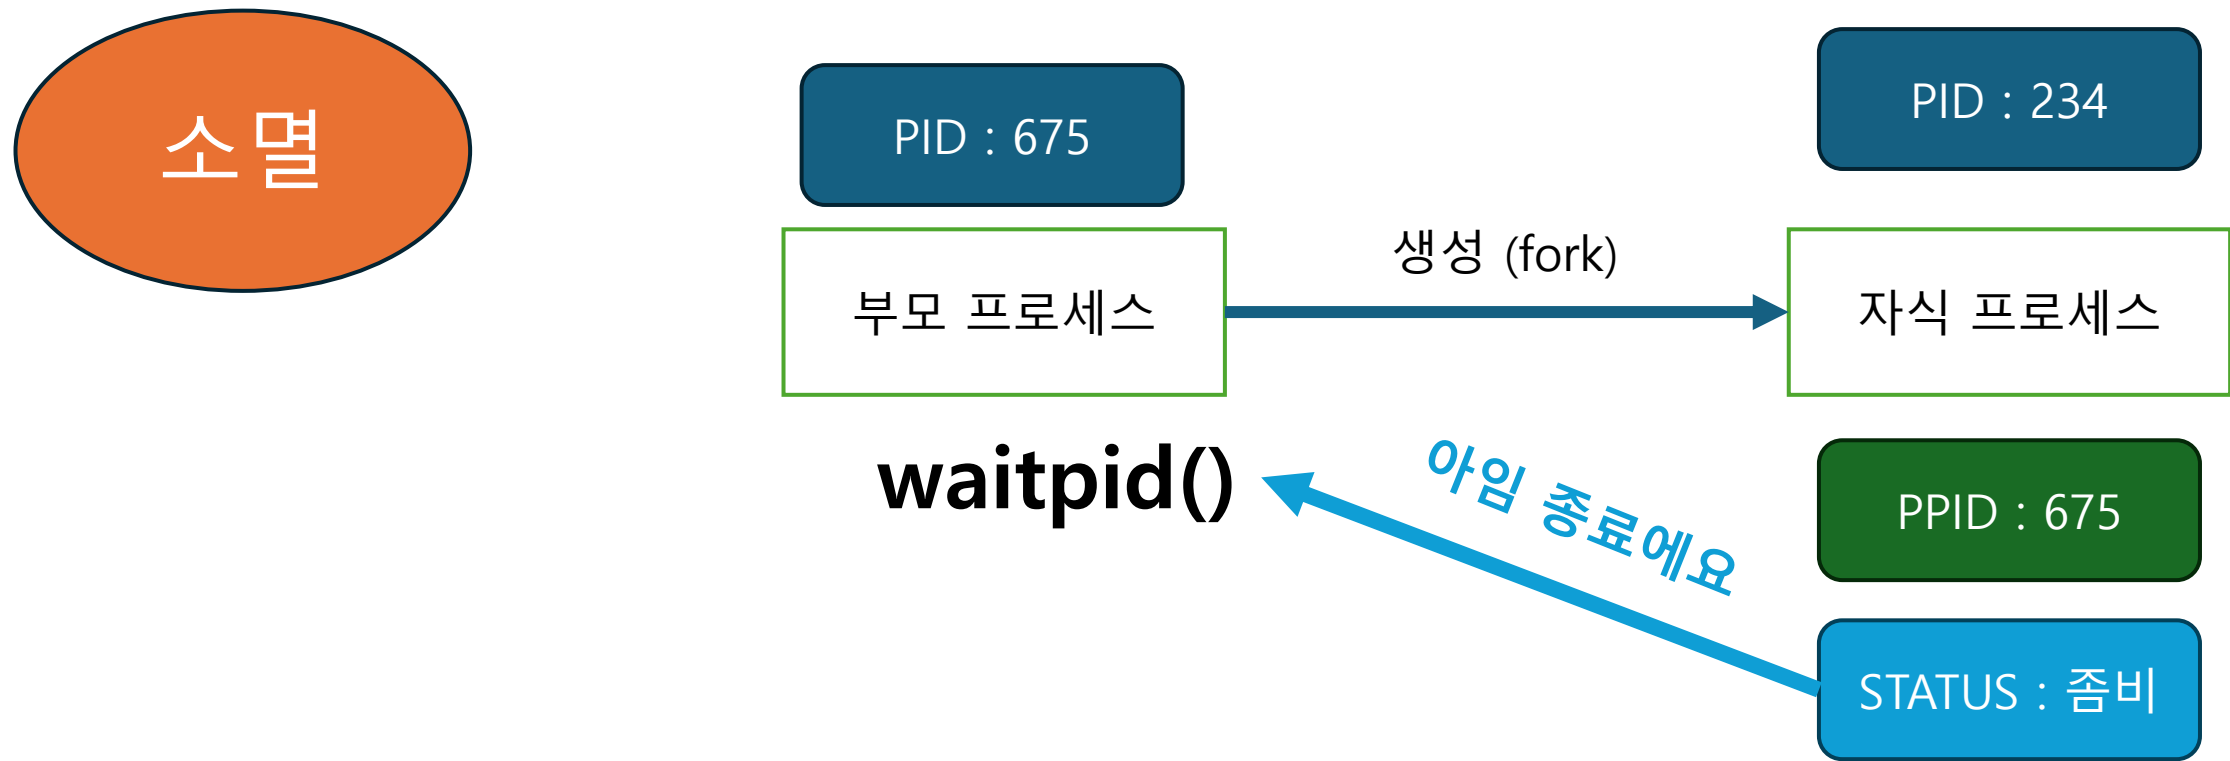 소멸
PID : 675
PID : 234
부모 프로세스
생성 (fork)
자식 프로세스
waitpid()
아임 종료에요
PPID : 675
STATUS : 좀비